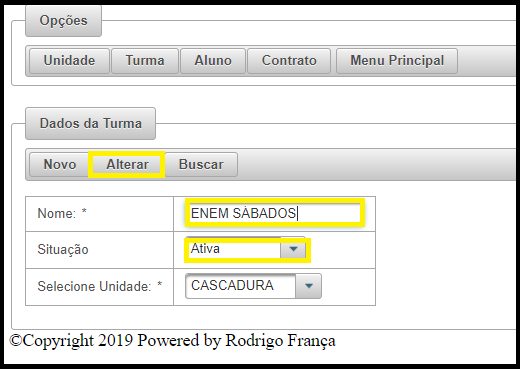 Opções
Unidade Turma Aluno Contrato Menu Principal
Dados da Turma
Novo Alterar Buscar
Nome: * ENEM SÁBADOS
Situação Ativa
Selecione Unidade: * CASCADURA
©Copyright 2019 Powered by Rodrigo França